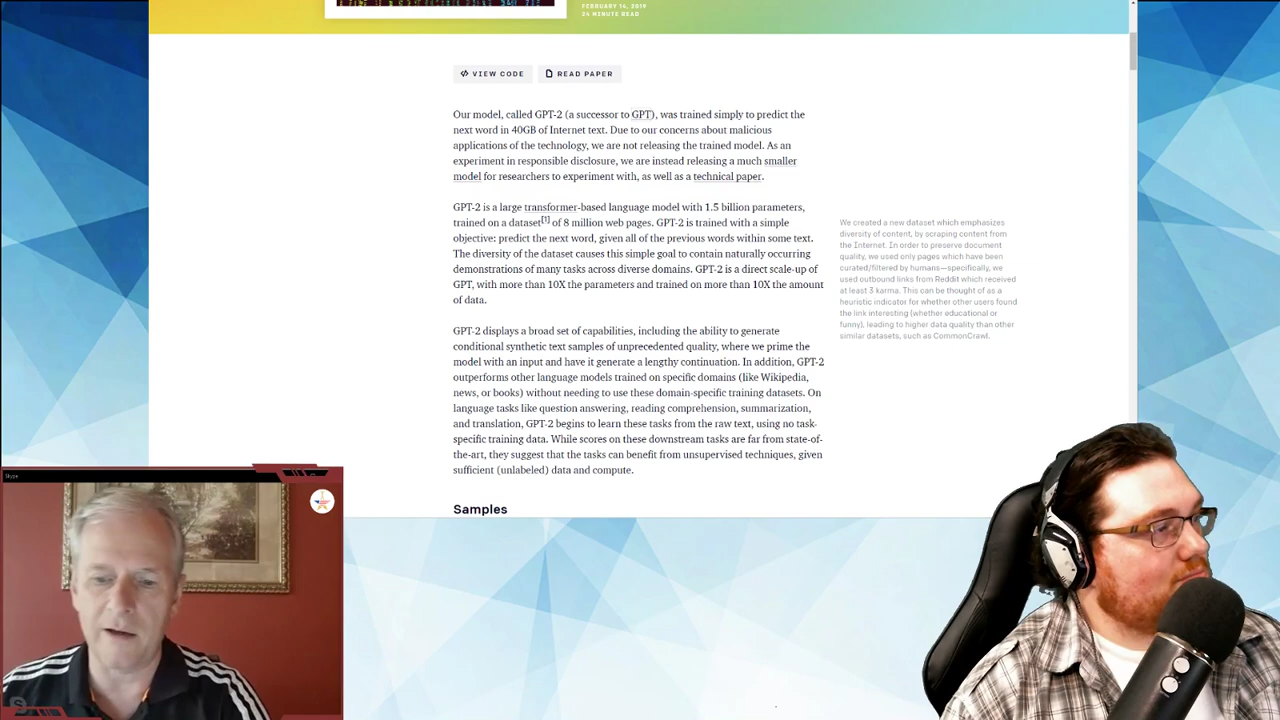 FEBRUARY 14, 2019
24 MINUTE READ
VIEW CODE
READ PAPER
Our model, called GPT-2 (a successor to GPT), was trained simply to predict the
next word in 40GB of Internet text. Due to our concerns about malicious
applications of the technology, we are not releasing the trained model. As an
experiment in responsible disclosure, we are instead releasing a much smaller
model for researchers to experiment with, as well as a technical paper.
GPT-2 is a large transformer-based language model with 1.5 billion parameters,
trained on a dataset[1] of 8 million web pages. GPT-2 is trained with a simple
objective: predict the next word, given all of the previous words within some text.
The diversity of the dataset causes this simple goal to contain naturally occurring
demonstrations of many tasks across diverse domains. GPT-2 is a direct scale-up of
GPT, with more than 10X the parameters and trained on more than 10X the amount
of data.
We created a new dataset which emphasizes
diversity of content, by scraping content from
the Internet. In order to preserve document
quality, we used only pages which have been
curated/filtered by humans—specifically, we
used outbound links from Reddit which received
at least 3 karma. This can be thought of as a
heuristic indicator for whether other users found
the link interesting (whether educational or
funny), leading to higher data quality than other
similar datasets, such as CommonCrawl.
GPT-2 displays a broad set of capabilities, including the ability to generate
conditional synthetic text samples of unprecedented quality, where we prime the
model with an input and have it generate a lengthy continuation. In addition, GPT-2
outperforms other language models trained on specific domains (like Wikipedia,
news, or books) without needing to use these domain-specific training datasets. On
language tasks like question answering, reading comprehension, summarization,
and translation, GPT-2 begins to learn these tasks from the raw text, using no task-
specific training data. While scores on these downstream tasks are far from state-of-
the-art, they suggest that the tasks can benefit from unsupervised techniques, given
sufficient (unlabeled) data and compute.
Samples
Skype